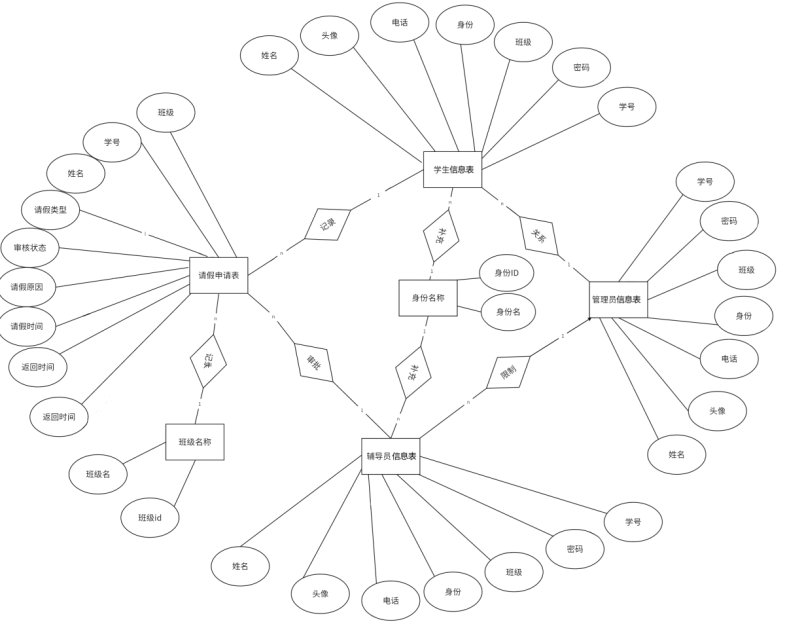 姓名
头像
电话
身份
班级
密码
学号
学生信息表
班级
学号
姓名
请假类型
审核状态
请假原因
请假时间
返回时间
返回时间
请假申请表
1
记录
1
n
n
补充
1
n
关系
1
身份名称
身份ID
身份名
学号
密码
班级
身份
电话
头像
姓名
管理员信息表
n
记录
1
班级名称
班级名
班级id
n
审批
1
1
补充
n
1
限制
n
辅导员信息表
姓名
头像
电话
身份
班级
密码
学号